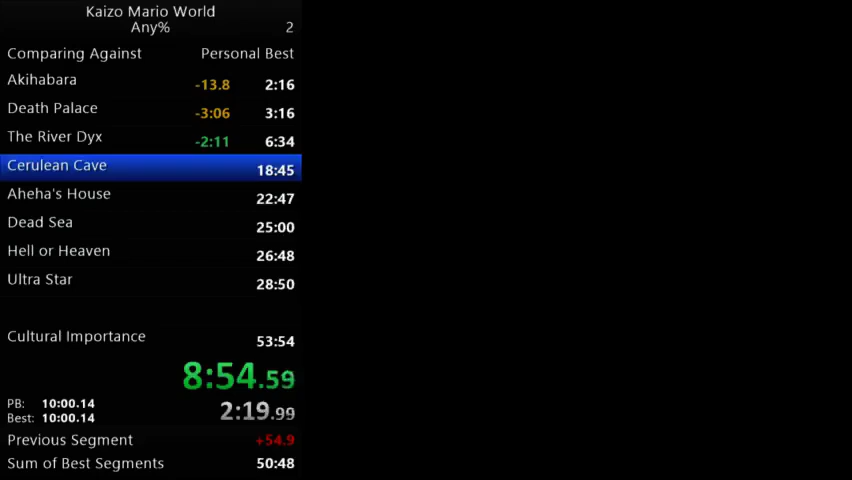 Kaizo Mario World
Any% 2
Comparing Against Personal Best
Akihabara -13.8 2:16
Death Palace -3:06 3:16
The River Dyx -2:11 6:34
Cerulean Cave 18:45
Aheha's House 22:47
Dead Sea 25:00
Hell or Heaven 26:48
Ultra Star 28:50
Cultural Importance 53:54
8:54.59
PB: 10:00.14
Best: 10:00.14
2:19.99
Previous Segment +54.9
Sum of Best Segments 50:48